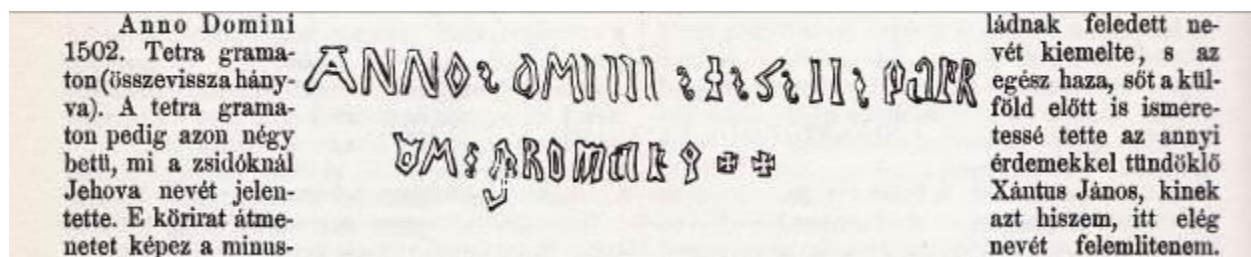 Anno Domini
1502. Tetra grama-
ton (összevissza hány-
va). A tetra grama-
ton pedig azon négy
betü, mi a zsidóknál
Jehova nevét jelen-
tette. E körirat átme-
netet képez a minus-
ANNO
ládnak feledett ne-
vét kiemelte, s az
egész haza, sőt a kül-
föld előtt is ismere-
tessé tette az annyi
érdemekkel tündöklő
Xántus János, kinek
azt hiszem, itt elég
nevét felemlitenem.